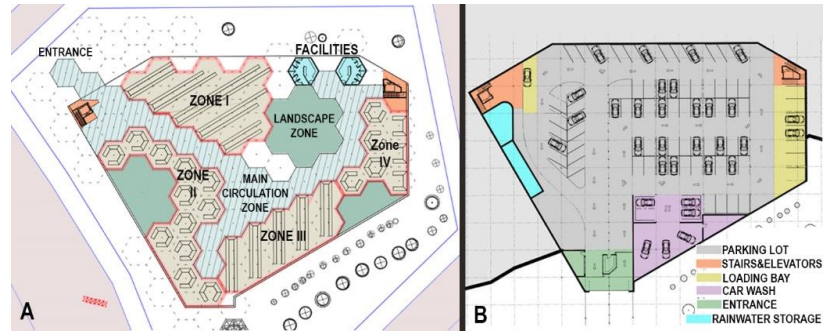 ENTRANCE
FACILITIES
ZONE I
LANDSCAPE
ZONE
Zone
IV
ZONE
II
MAIN
CIRCULATION
ZONE
ZONE III
A
PARKING LOT
STAIRS&ELEVATORS
LOADING BAY
CAR WASH
ENTRANCE
RAINWATER STORAGE
B